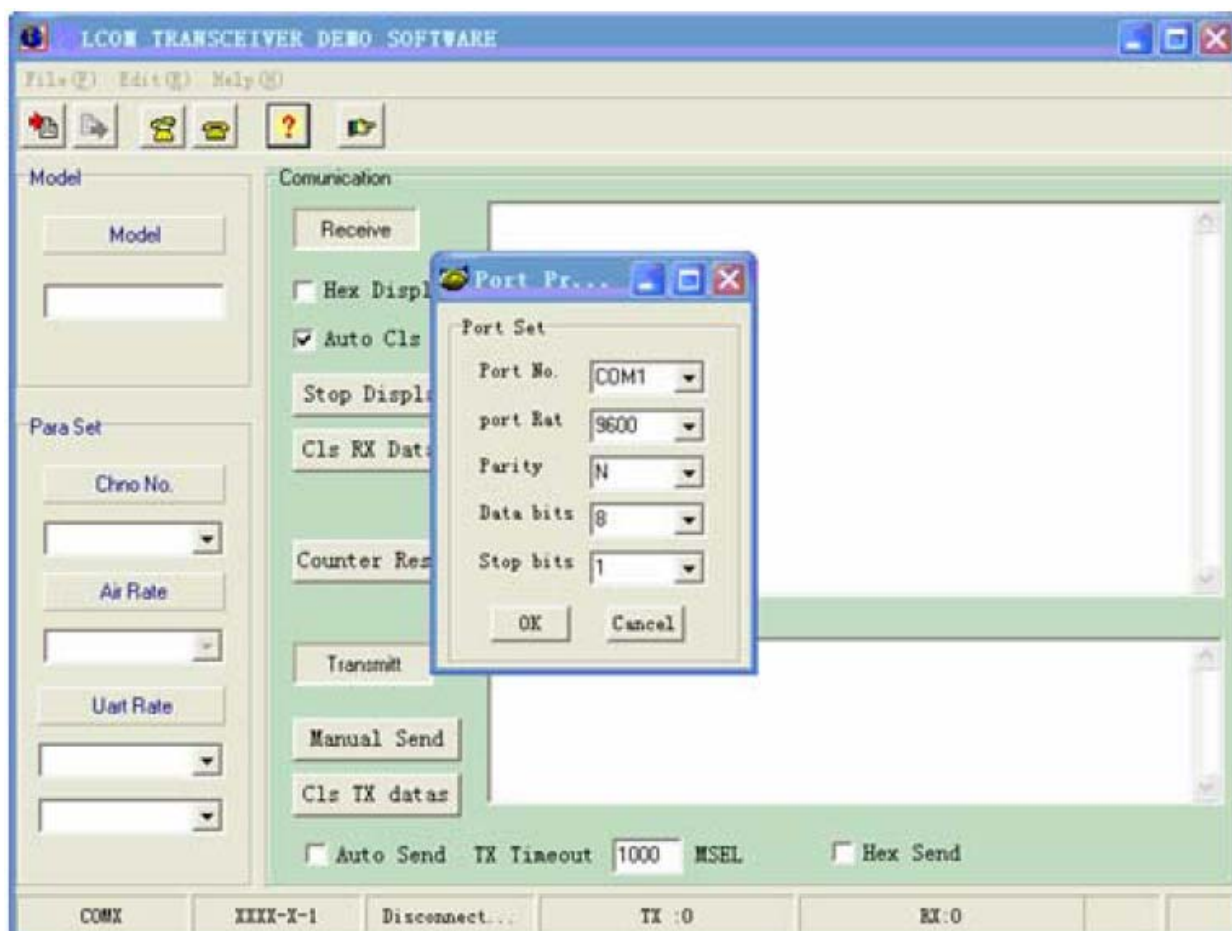 LCOM TRANSCEIVER DEMO SOFTWARE
File(F) Edit(E) Help(H)
Model
Model
Para Set
Chno No.
Air Rate
Uart Rate
Comunication
Receive
Hex Displ
Auto Cls
Stop Displ
Cls RX Dat
Counter Res
Port Pr...
Port Set
Port No. COM1
port Rat 9600
Parity N
Data bits 8
Stop bits 1
OK Cancel
Transmitt
Manual Send
Cls TX datas
Auto Send TX Timeout 1000 MSEL Hex Send
COMX XXXX-X-1 Disconnect... TX :0 RX:0